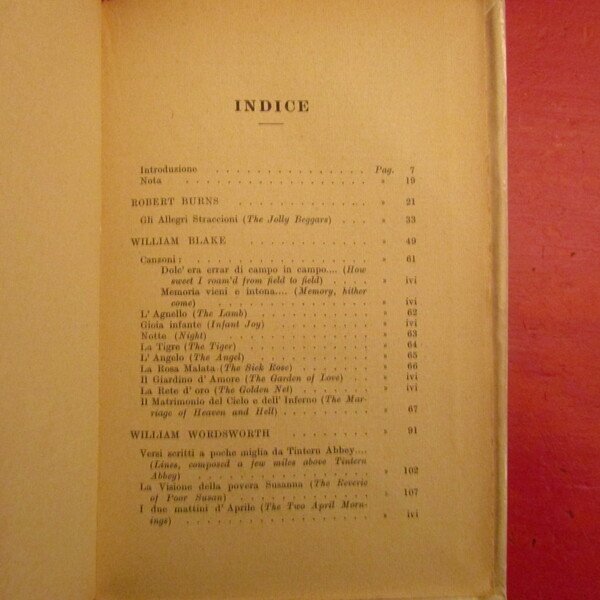 INDICE
Introduzione . . . . . . . . . . . . . . . Pag. 7
Nota . . . . . . . . . . . . . . . . . » 19
ROBERT BURNS . . . . . . . . . . . . » 21
Gli Allegri Straccioni (The Jolly Beggars) . . . » 33
WILLIAM BLAKE . . . . . . . . . . . . » 49
Canzoni : . . . . . . . . . . . . . . . » 61
Dolc' era errar di campo in campo.... (How
sweet I roam'd from field to field) . . . . » ivi
Memoria vieni e intona.... (Memory, hither
come) . . . . . . . . . . . . . . » ivi
L' Agnello (The Lamb) . . . . . . . . . . » 62
Gioia infante (Infant Joy) . . . . . . . . . » ivi
Notte (Night) . . . . . . . . . . . . . » 63
La Tigre (The Tiger) . . . . . . . . . . . » 64
L' Angelo (The Angel) . . . . . . . . . . » 65
La Rosa Malata (The Sick Rose) . . . . . . . » 66
Il Giardino d' Amore (The Garden of Love) . . . » ivi
La Rete d' oro (The Golden Net) . . . . . . . » ivi
Il Matrimonio del Cielo e dell' Inferno (The Mar-
riage of Heaven and Hell) . . . . . . . . » 67
WILLIAM WORDSWORTH . . . . . . . . . » 91
Versi scritti a poche miglia da Tintern Abbey....
(Lines, composed a few miles above Tintern
Abbey) . . . . . . . . . . . . . . » 102
La Visione della povera Susanna (The Reverie
of Poor Susan) . . . . . . . . . . . » 107
I due mattini d' Aprile (The Two April Morn-
ings) . . . . . . . . . . . . . . . » ivi